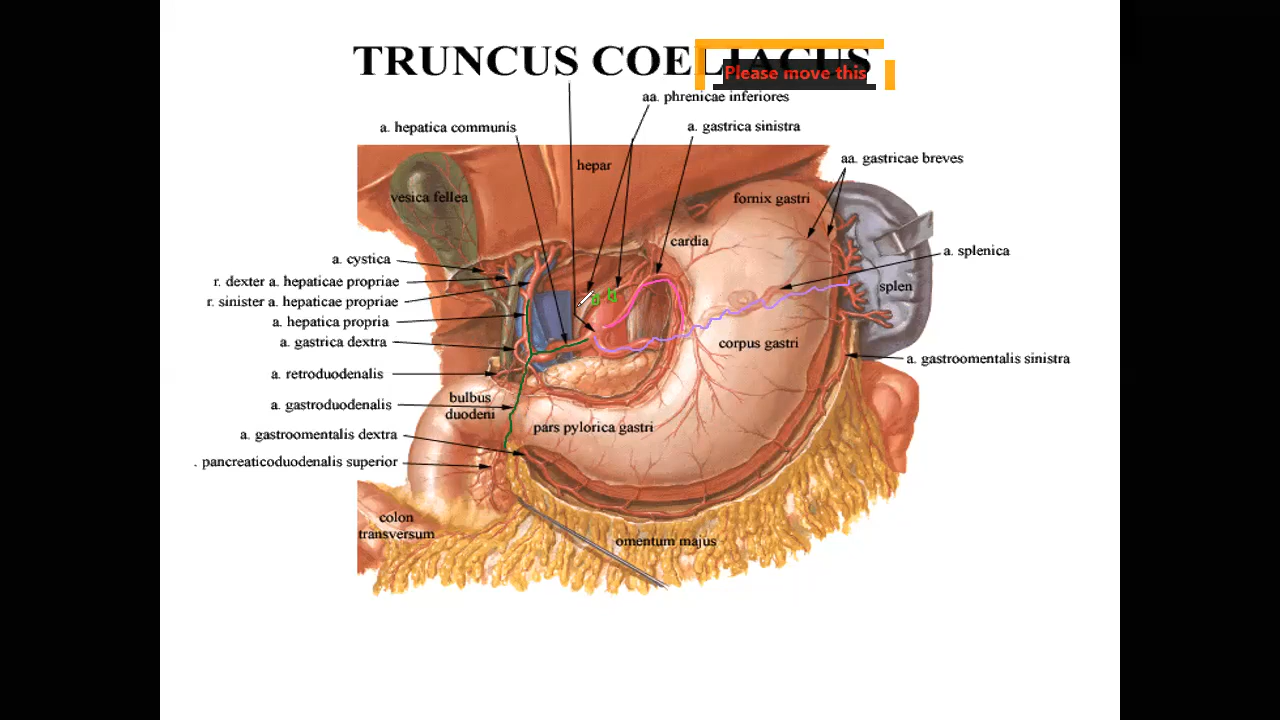 TRUNCUS COELIACUS
Please move this
aa. phrenicae inferiores
a. hepatica communis
a. gastrica sinistra
aa. gastricae breves
hepar
vesica fellea
fornix gastri
cardia
a. splenica
a. cystica
r. dexter a. hepaticae propriae
splen
r. sinister a. hepaticae propriae
a. hepatica propria
a. gastrica dextra
corpus gastri
a. gastroomentalis sinistra
a. retroduodenalis
bulbus
duodeni
a. gastroduodenalis
pars pylorica gastri
a. gastroomentalis dextra
. pancreaticoduodenalis superior
colon
transversum
omentum majus